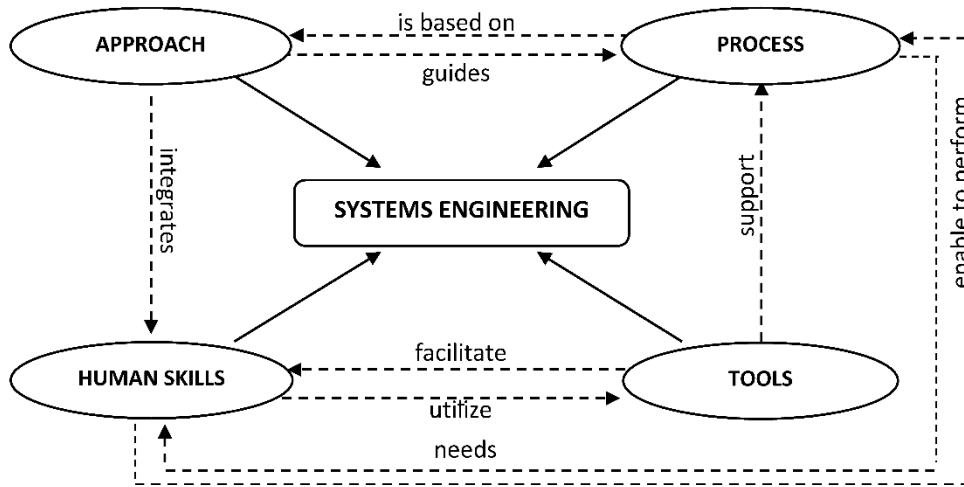 APPROACH
is based on
PROCESS
guides
integrates
SYSTEMS ENGINEERING
support
enable to perform
HUMAN SKILLS
facilitate
TOOLS
utilize
needs